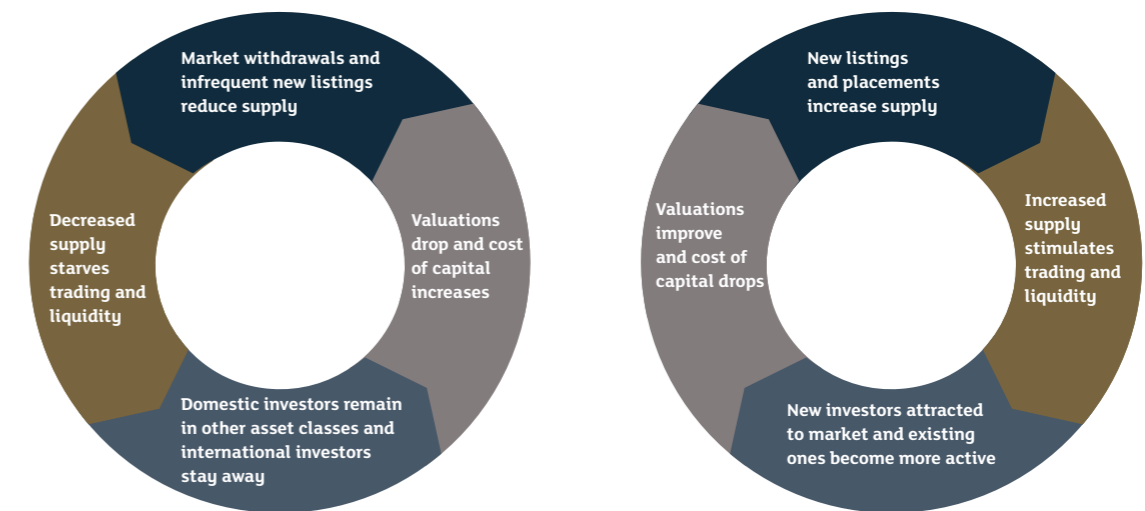 Market withdrawals and
infrequent new listings
reduce supply
Decreased
supply
starves
trading and
liquidity
Valuations
drop and cost
of capital
increases
Domestic investors remain
in other asset classes and
international investors
stay away
New listings
and placements
increase supply
Valuations
improve
and cost of
capital drops
Increased
supply
stimulates
trading and
liquidity
New investors attracted
to market and existing
ones become more active